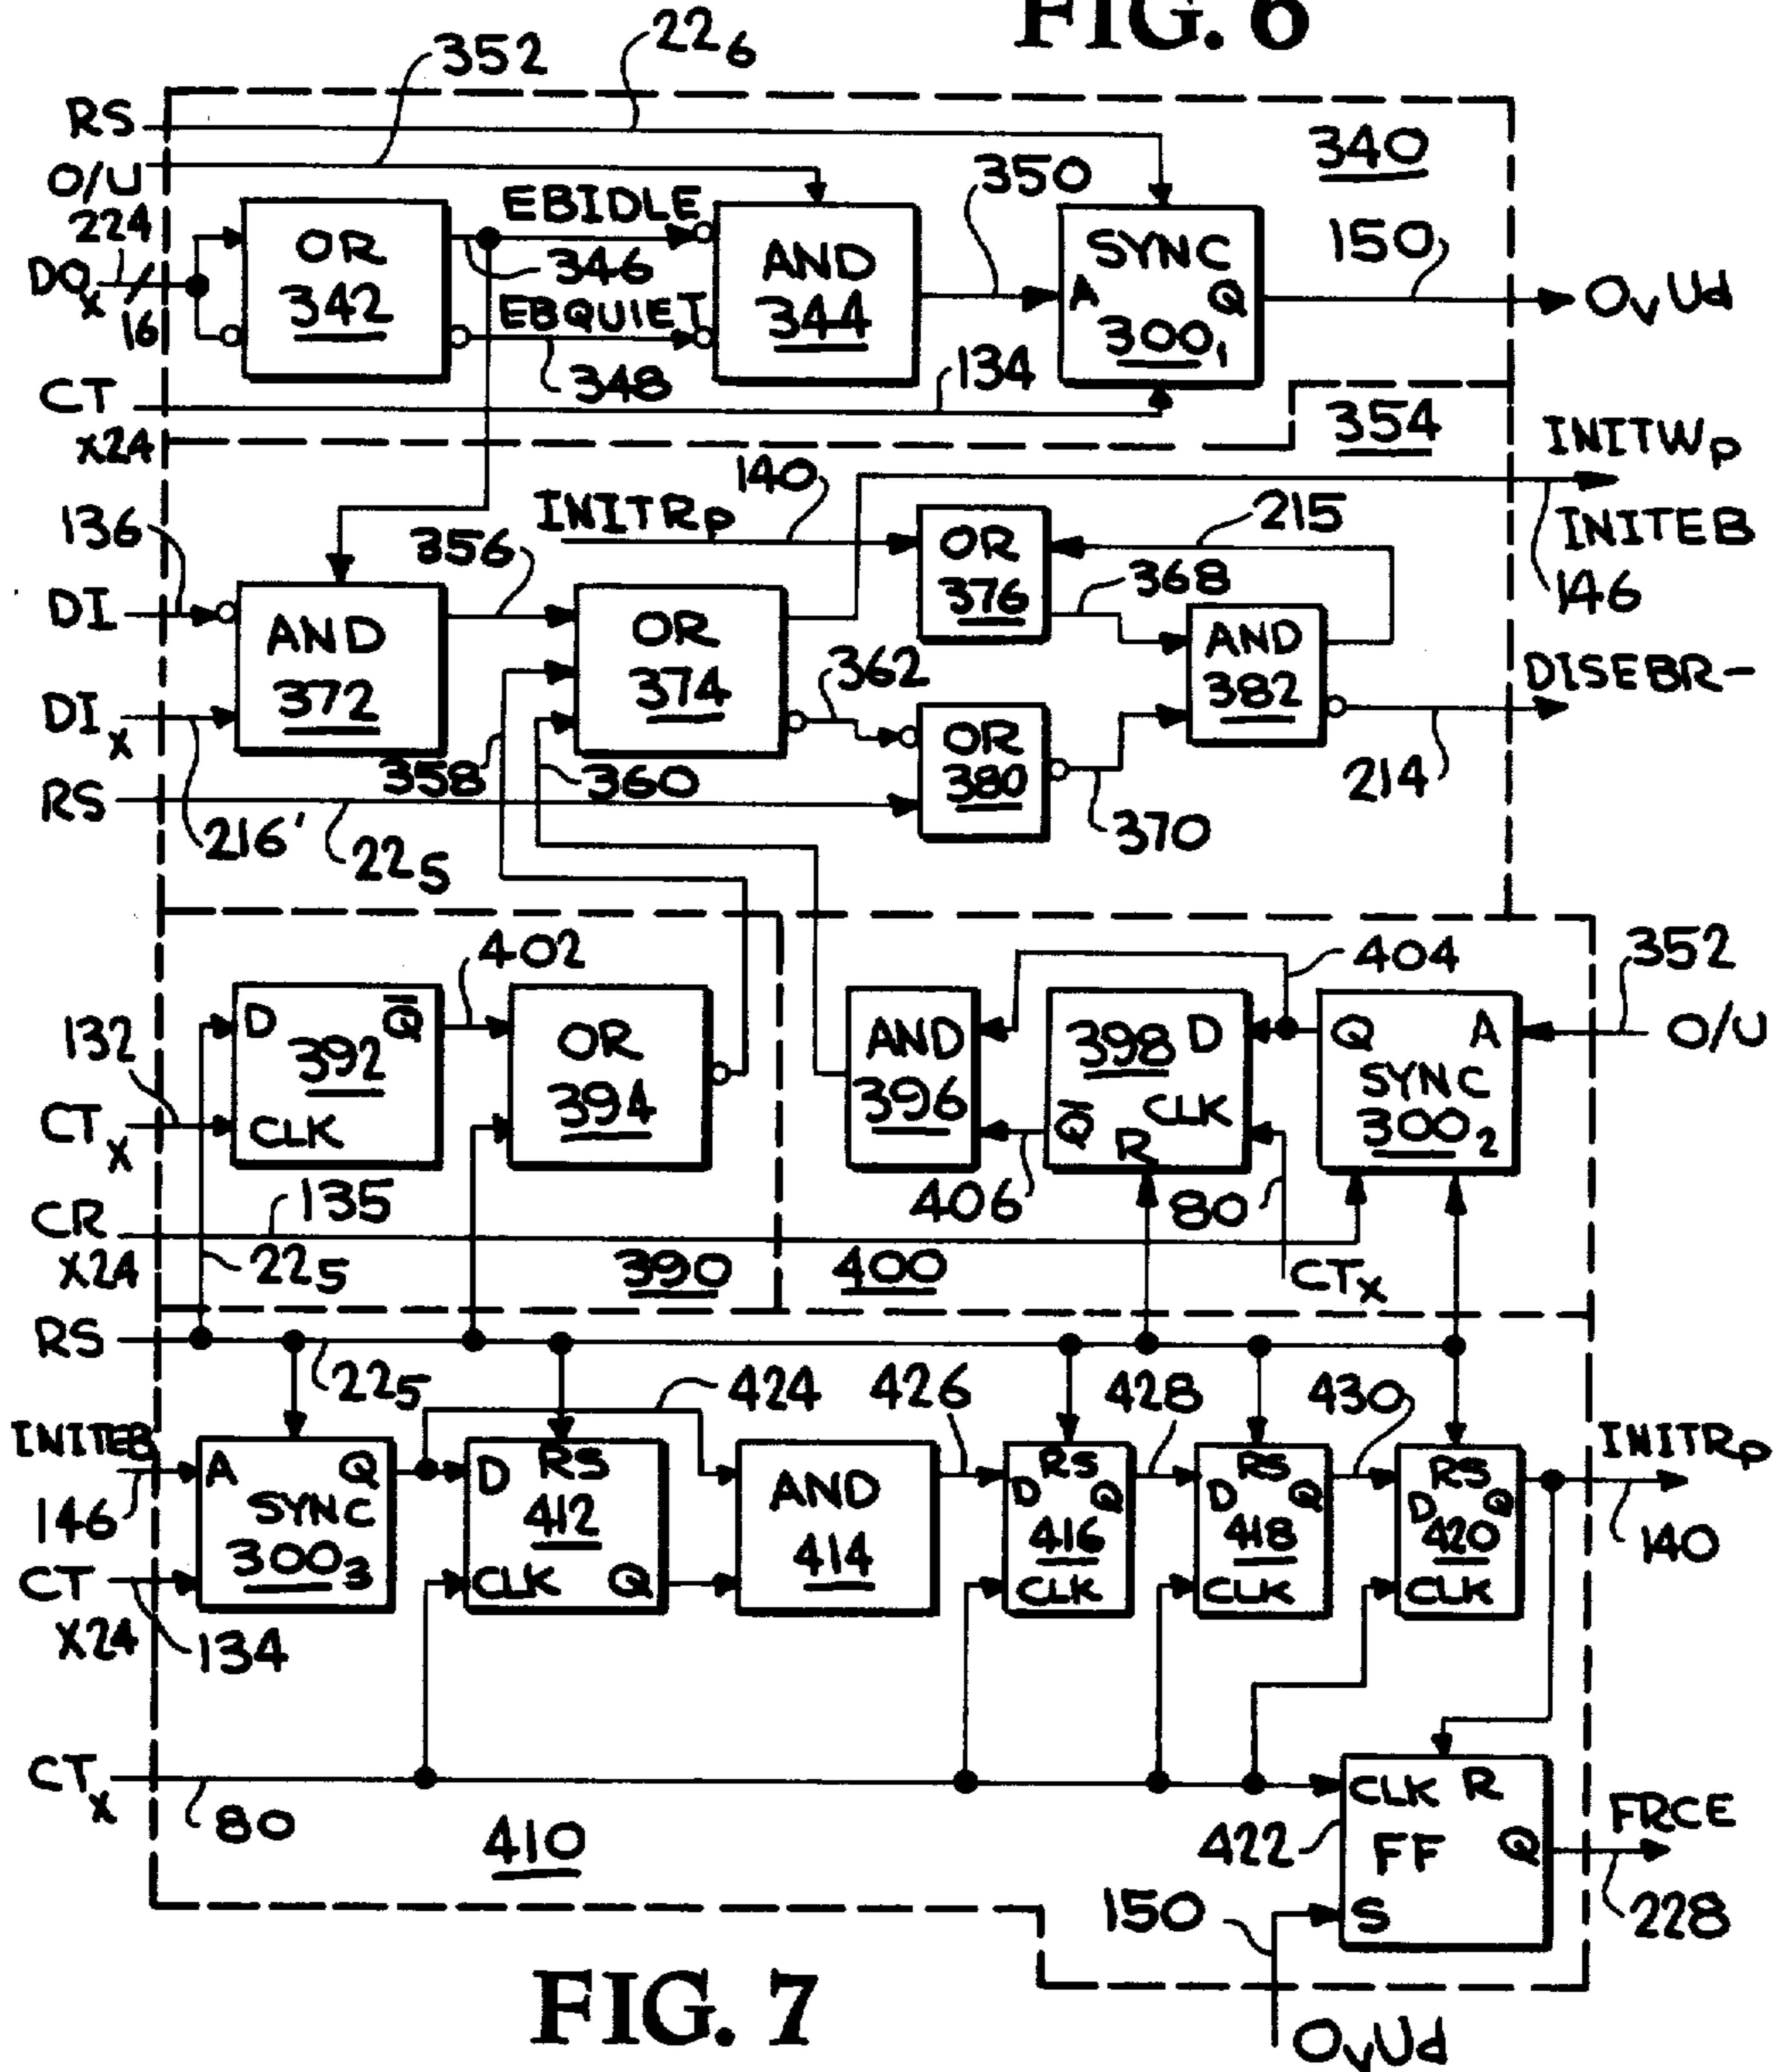 FIG. 6
352
22₆
RS
340
O/U
350
224
EBIDLE
OR
342
346
AND
344
SYNC
A Q
300₁
150
DOₓ
16
OᵥUd
EBQUIET
348
134
CT
X24
354
INITWₚ
140
136
INITRₚ
215
INITEB
356
OR
376
368
146
DI
AND
372
OR
374
AND
382
DISEBR-
362
DIₓ
OR
380
358
360
214
RS
216'
22₅
370
402
404
352
132
D Q̅
392
CLK
OR
394
AND
396
398 D
CLK
Q̅ R
Q A
SYNC
300₂
O/U
CTₓ
135
406
80
CR
X24
22₅
390
400
CTₓ
RS
22₅
424
426
428
430
INITEB
INITRₚ
A Q
SYNC
300₃
D RS
412
CLK Q
AND
414
RS
D Q
416
CLK
RS
D Q
418
CLK
RS
D Q
420
CLK
146
140
CT
X24
134
CTₓ
80
410
CLK R
FF Q
S
422
FRCE
150
228
FIG. 7
OᵥUd